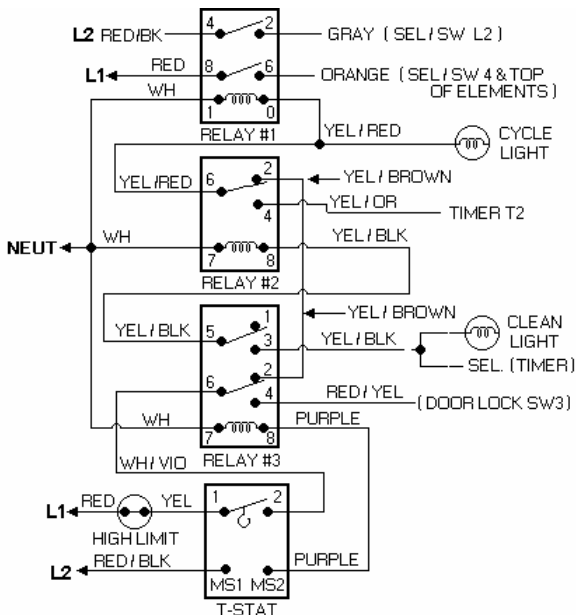 L2 RED/BK 4 2 GRAY ( SEL / SW L2 )
L1 RED 8 6 ORANGE ( SEL / SW 4 & TOP
OF ELEMENTS )
WH 1 0
RELAY #1
YEL / RED
CYCLE
LIGHT
YEL /RED 6 2 YEL / BROWN
4 YEL / OR TIMER T2
NEUT WH 7 8 YEL / BLK
RELAY #2
YEL / BROWN
YEL / BLK 5 1
3 YEL / BLK
CLEAN
LIGHT
SEL. (TIMER)
6 2
4 RED / YEL ( DOOR LOCK SW3 )
WH 7 8 PURPLE
RELAY #3
WH / VIO
L1 RED YEL 1 2
HIGH LIMIT
L2 RED / BLK MS1 MS2 PURPLE
T-STAT